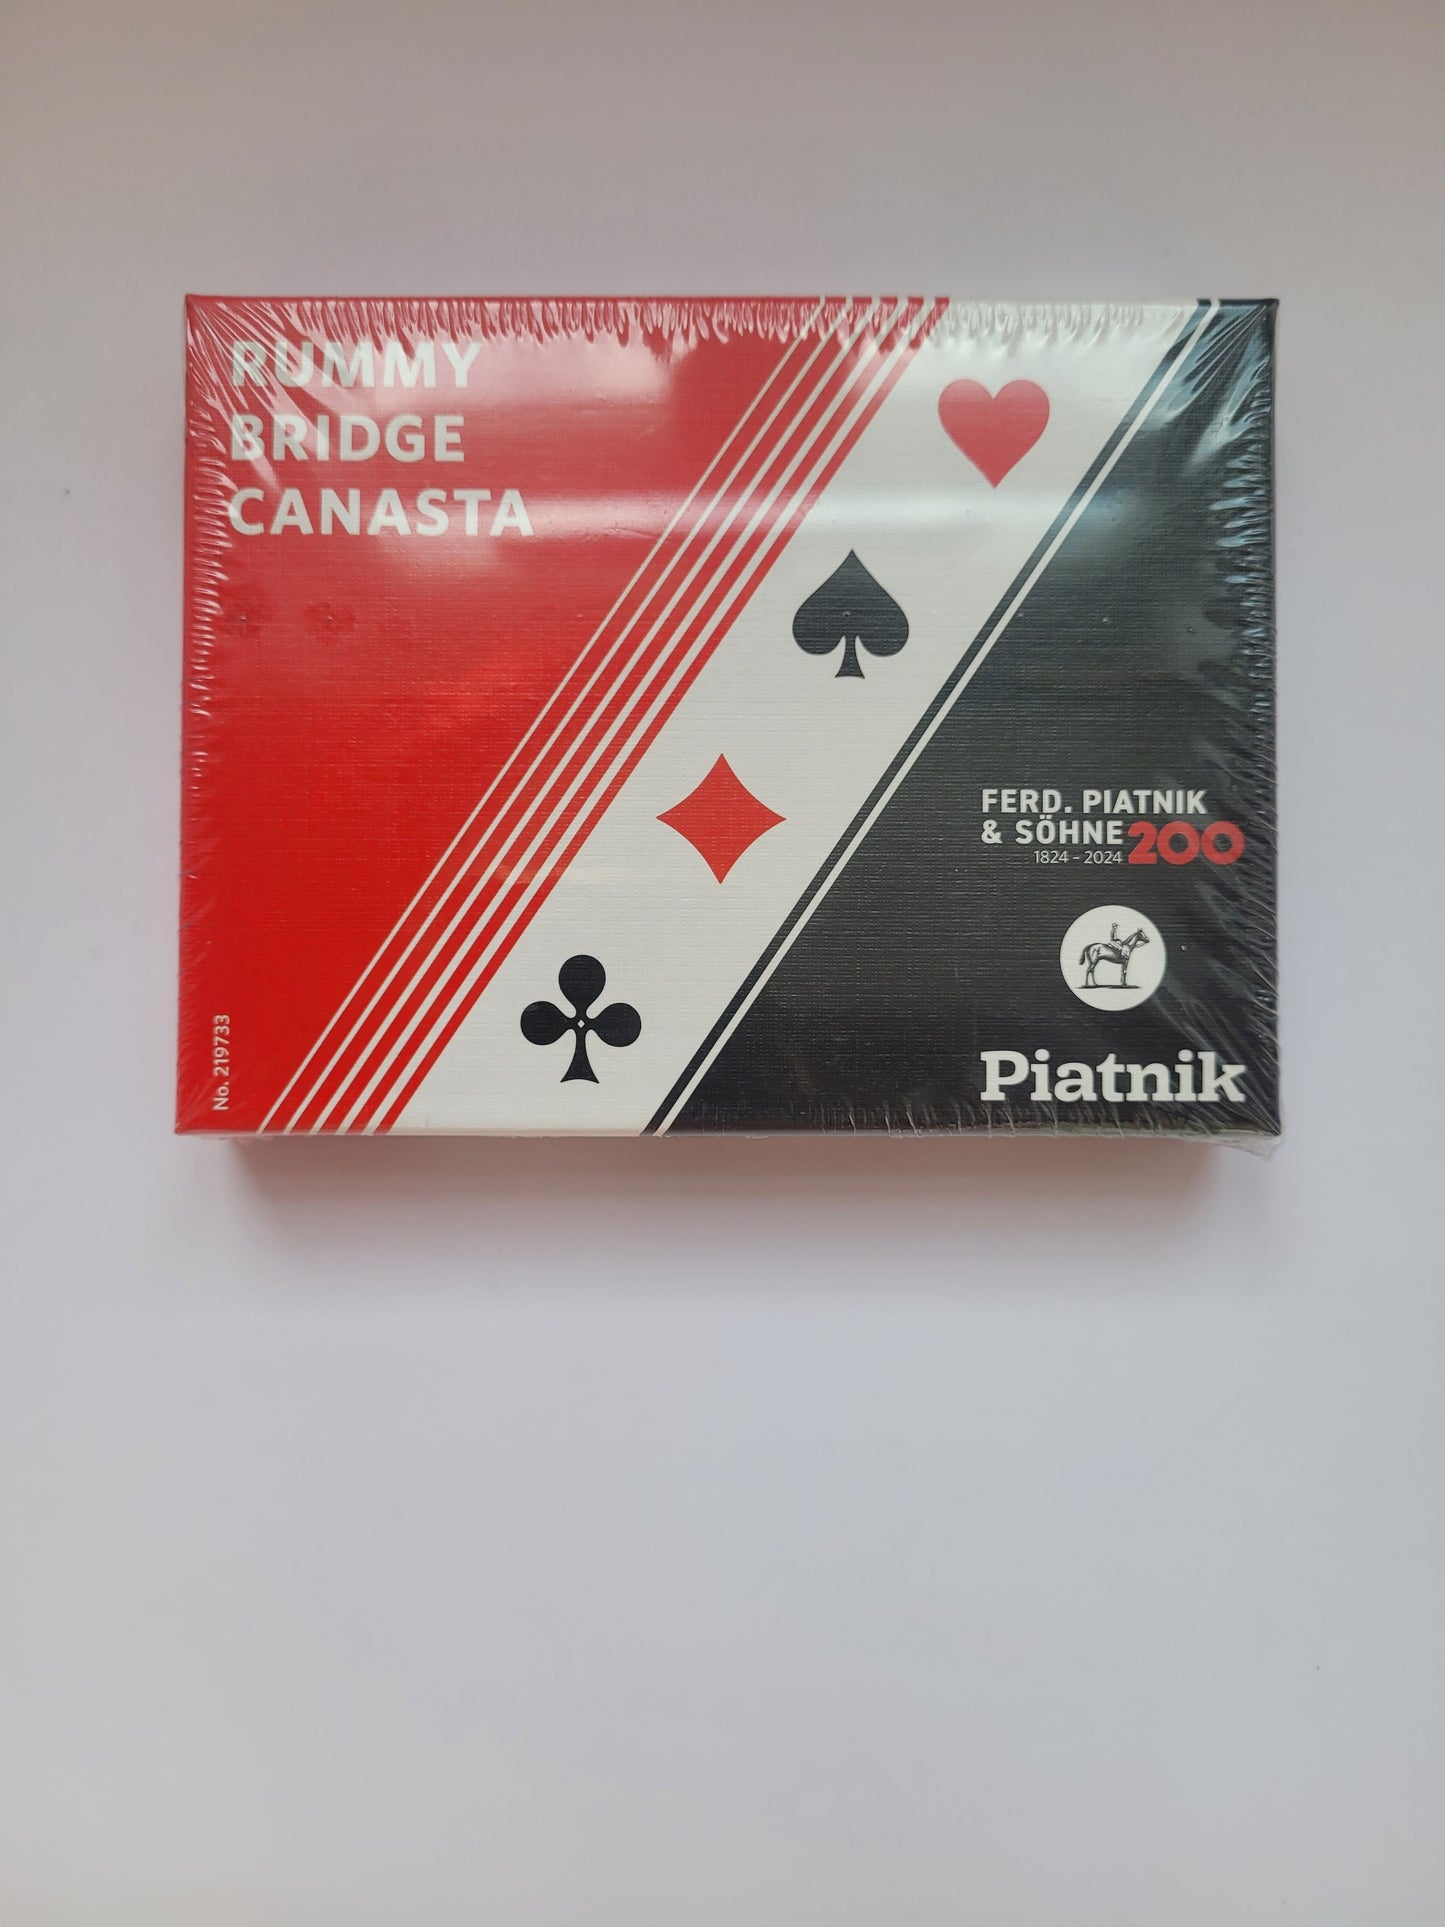 RUMMY
BRIDGE
CANASTA
FERD. PIATNIK
& SÖHNE 200
1824 - 2024
Piatnik
No. 219733